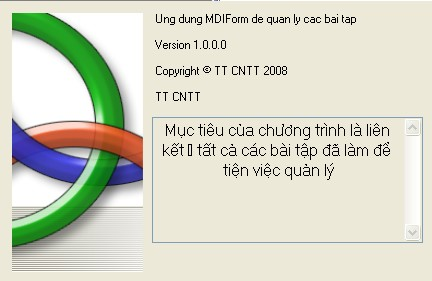 Ung dung MDIForm de quan ly cac bai tap
Version 1.0.0.0
Copyright © TT CNTT 2008
TT CNTT
Mục tiêu của chương trình là liên
kết tất cả các bài tập đã làm để
tiện việc quản lý